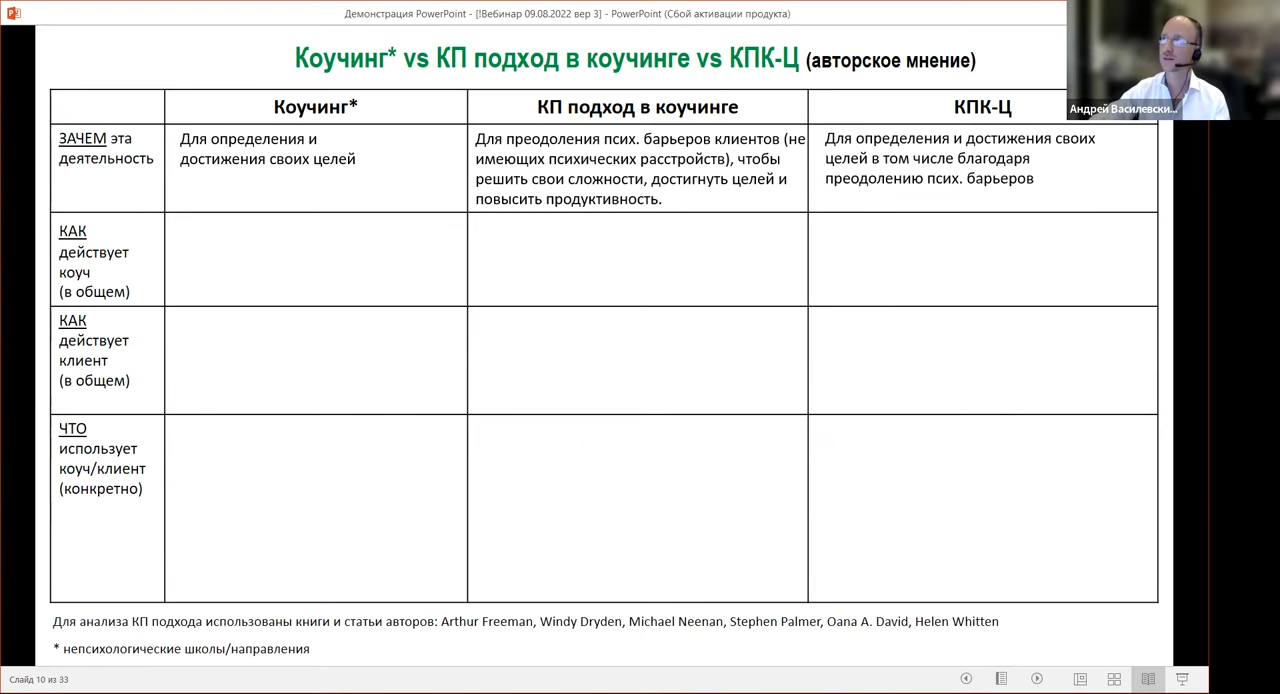 Демонстрация PowerPoint - [!Вебинар 09.08.2022 вер 3] - PowerPoint (Сбой активации продукта)
Коучинг* vs КП подход в коучинге vs КПК-Ц (авторское мнение)
Андрей Василевски...
Коучинг*
КП подход в коучинге
КПК-Ц
ЗАЧЕМ эта
деятельность
Для определения и
достижения своих целей
Для преодоления псих. барьеров клиентов (не
имеющих психических расстройств), чтобы
решить свои сложности, достигнуть целей и
повысить продуктивность.
Для определения и достижения своих
целей в том числе благодаря
преодолению псих. барьеров
КАК
действует
коуч
(в общем)
КАК
действует
клиент
(в общем)
ЧТО
использует
коуч/клиент
(конкретно)
Для анализа КП подхода использованы книги и статьи авторов: Arthur Freeman, Windy Dryden, Michael Neenan, Stephen Palmer, Oana A. David, Helen Whitten
* непсихологические школы/направления
Слайд 10 из 33